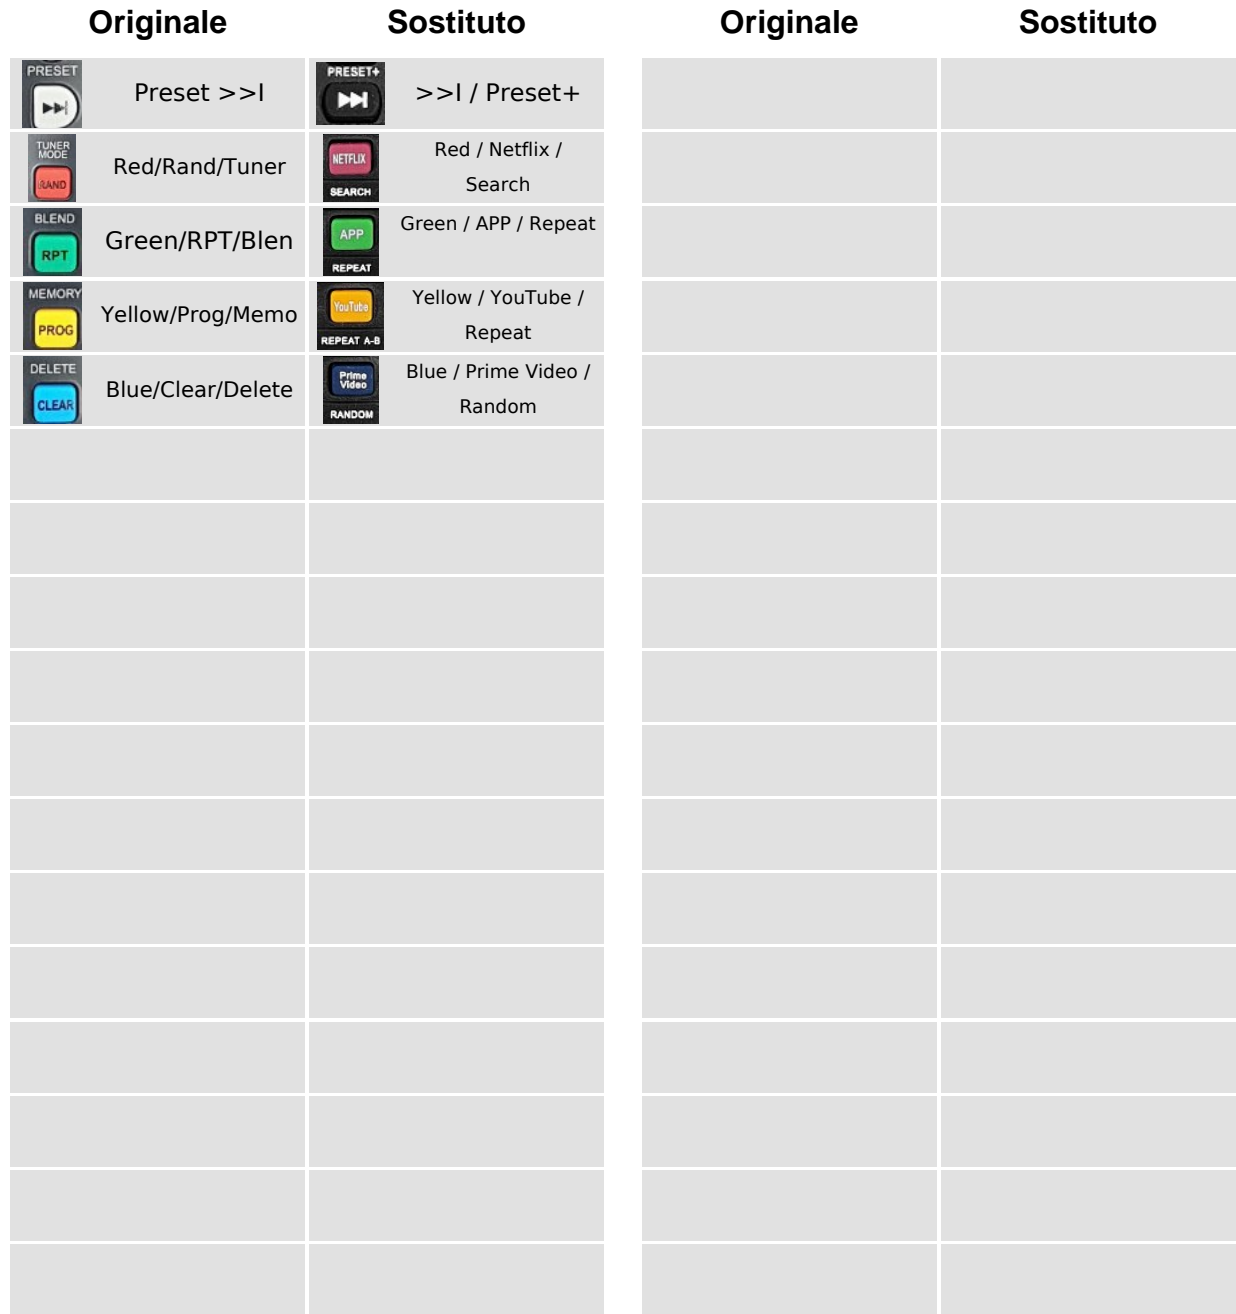 Originale Sostituto Originale Sostituto
PRESET
Preset >>I
PRESET+
>>I / Preset+
TUNER
MODE
RAND
Red/Rand/Tuner
NETFLIX
SEARCH
Red / Netflix /
Search
BLEND
RPT
Green/RPT/Blen
APP
REPEAT
Green / APP / Repeat
MEMORY
PROG
Yellow/Prog/Memo
YouTube
REPEAT A-B
Yellow / YouTube /
Repeat
DELETE
CLEAR
Blue/Clear/Delete
Prime
Video
RANDOM
Blue / Prime Video /
Random